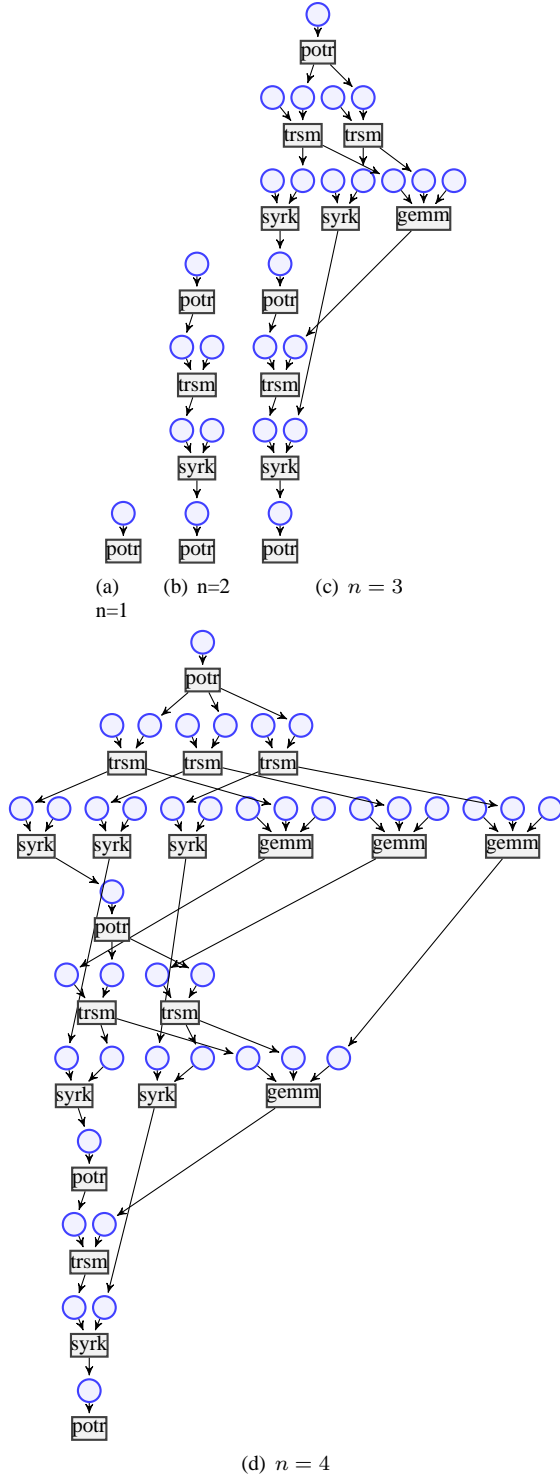 potr
trsm trsm
syrk syrk gemm
potr potr
trsm trsm
syrk syrk
potr potr potr
(a) (b) n=2 (c) n = 3
n=1
potr
trsm trsm trsm
syrk syrk syrk gemm gemm gemm
potr
trsm trsm
syrk syrk gemm
potr
trsm
syrk
potr
(d) n = 4